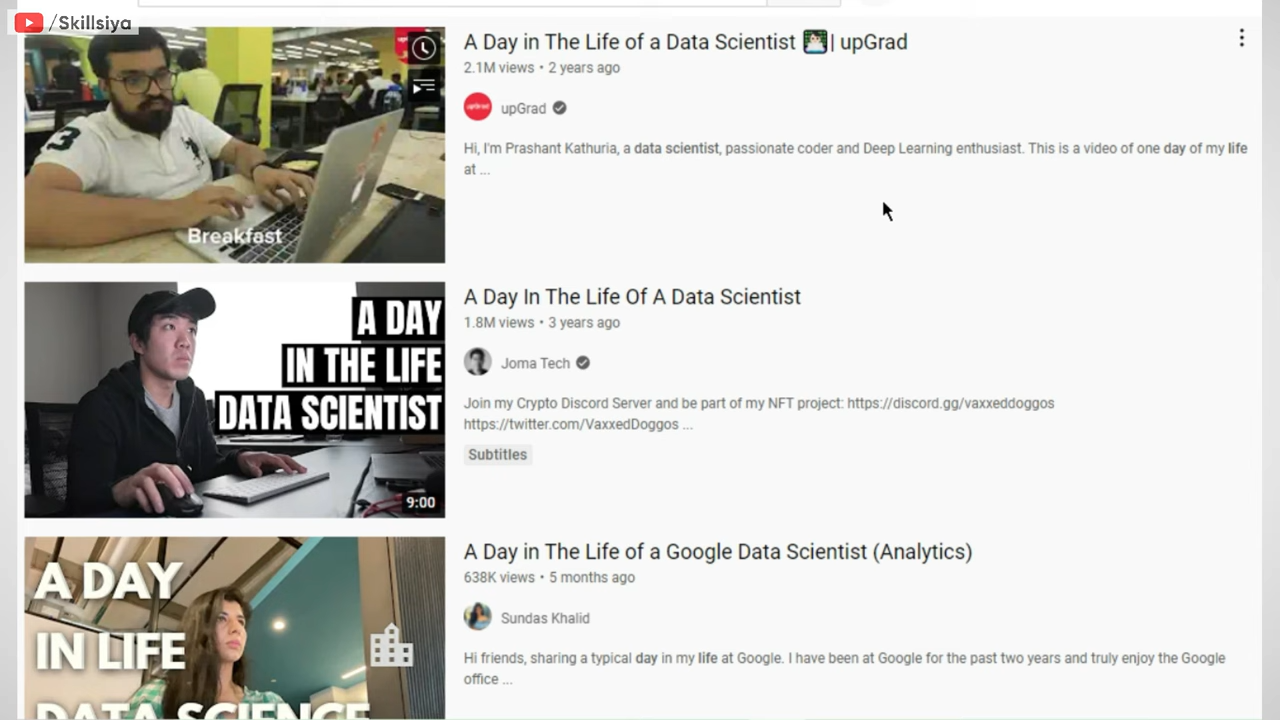 /Skillsiya
A Day in The Life of a Data Scientist 👨🏻‍💻| upGrad
2.1M views • 2 years ago
upGrad
upGrad
Hi, I'm Prashant Kathuria, a data scientist, passionate coder and Deep Learning enthusiast. This is a video of one day of my life
at ...
Breakfast
A Day In The Life Of A Data Scientist
1.8M views • 3 years ago
Joma Tech
Join my Crypto Discord Server and be part of my NFT project: https://discord.gg/vaxxeddoggos
https://twitter.com/VaxxedDoggos ...
Subtitles
A DAY
IN THE LIFE
DATA SCIENTIST
9:00
A Day in The Life of a Google Data Scientist (Analytics)
638K views • 5 months ago
Sundas Khalid
Hi friends, sharing a typical day in my life at Google. I have been at Google for the past two years and truly enjoy the Google
office ...
A DAY
IN LIFE
DATA SCIENCE